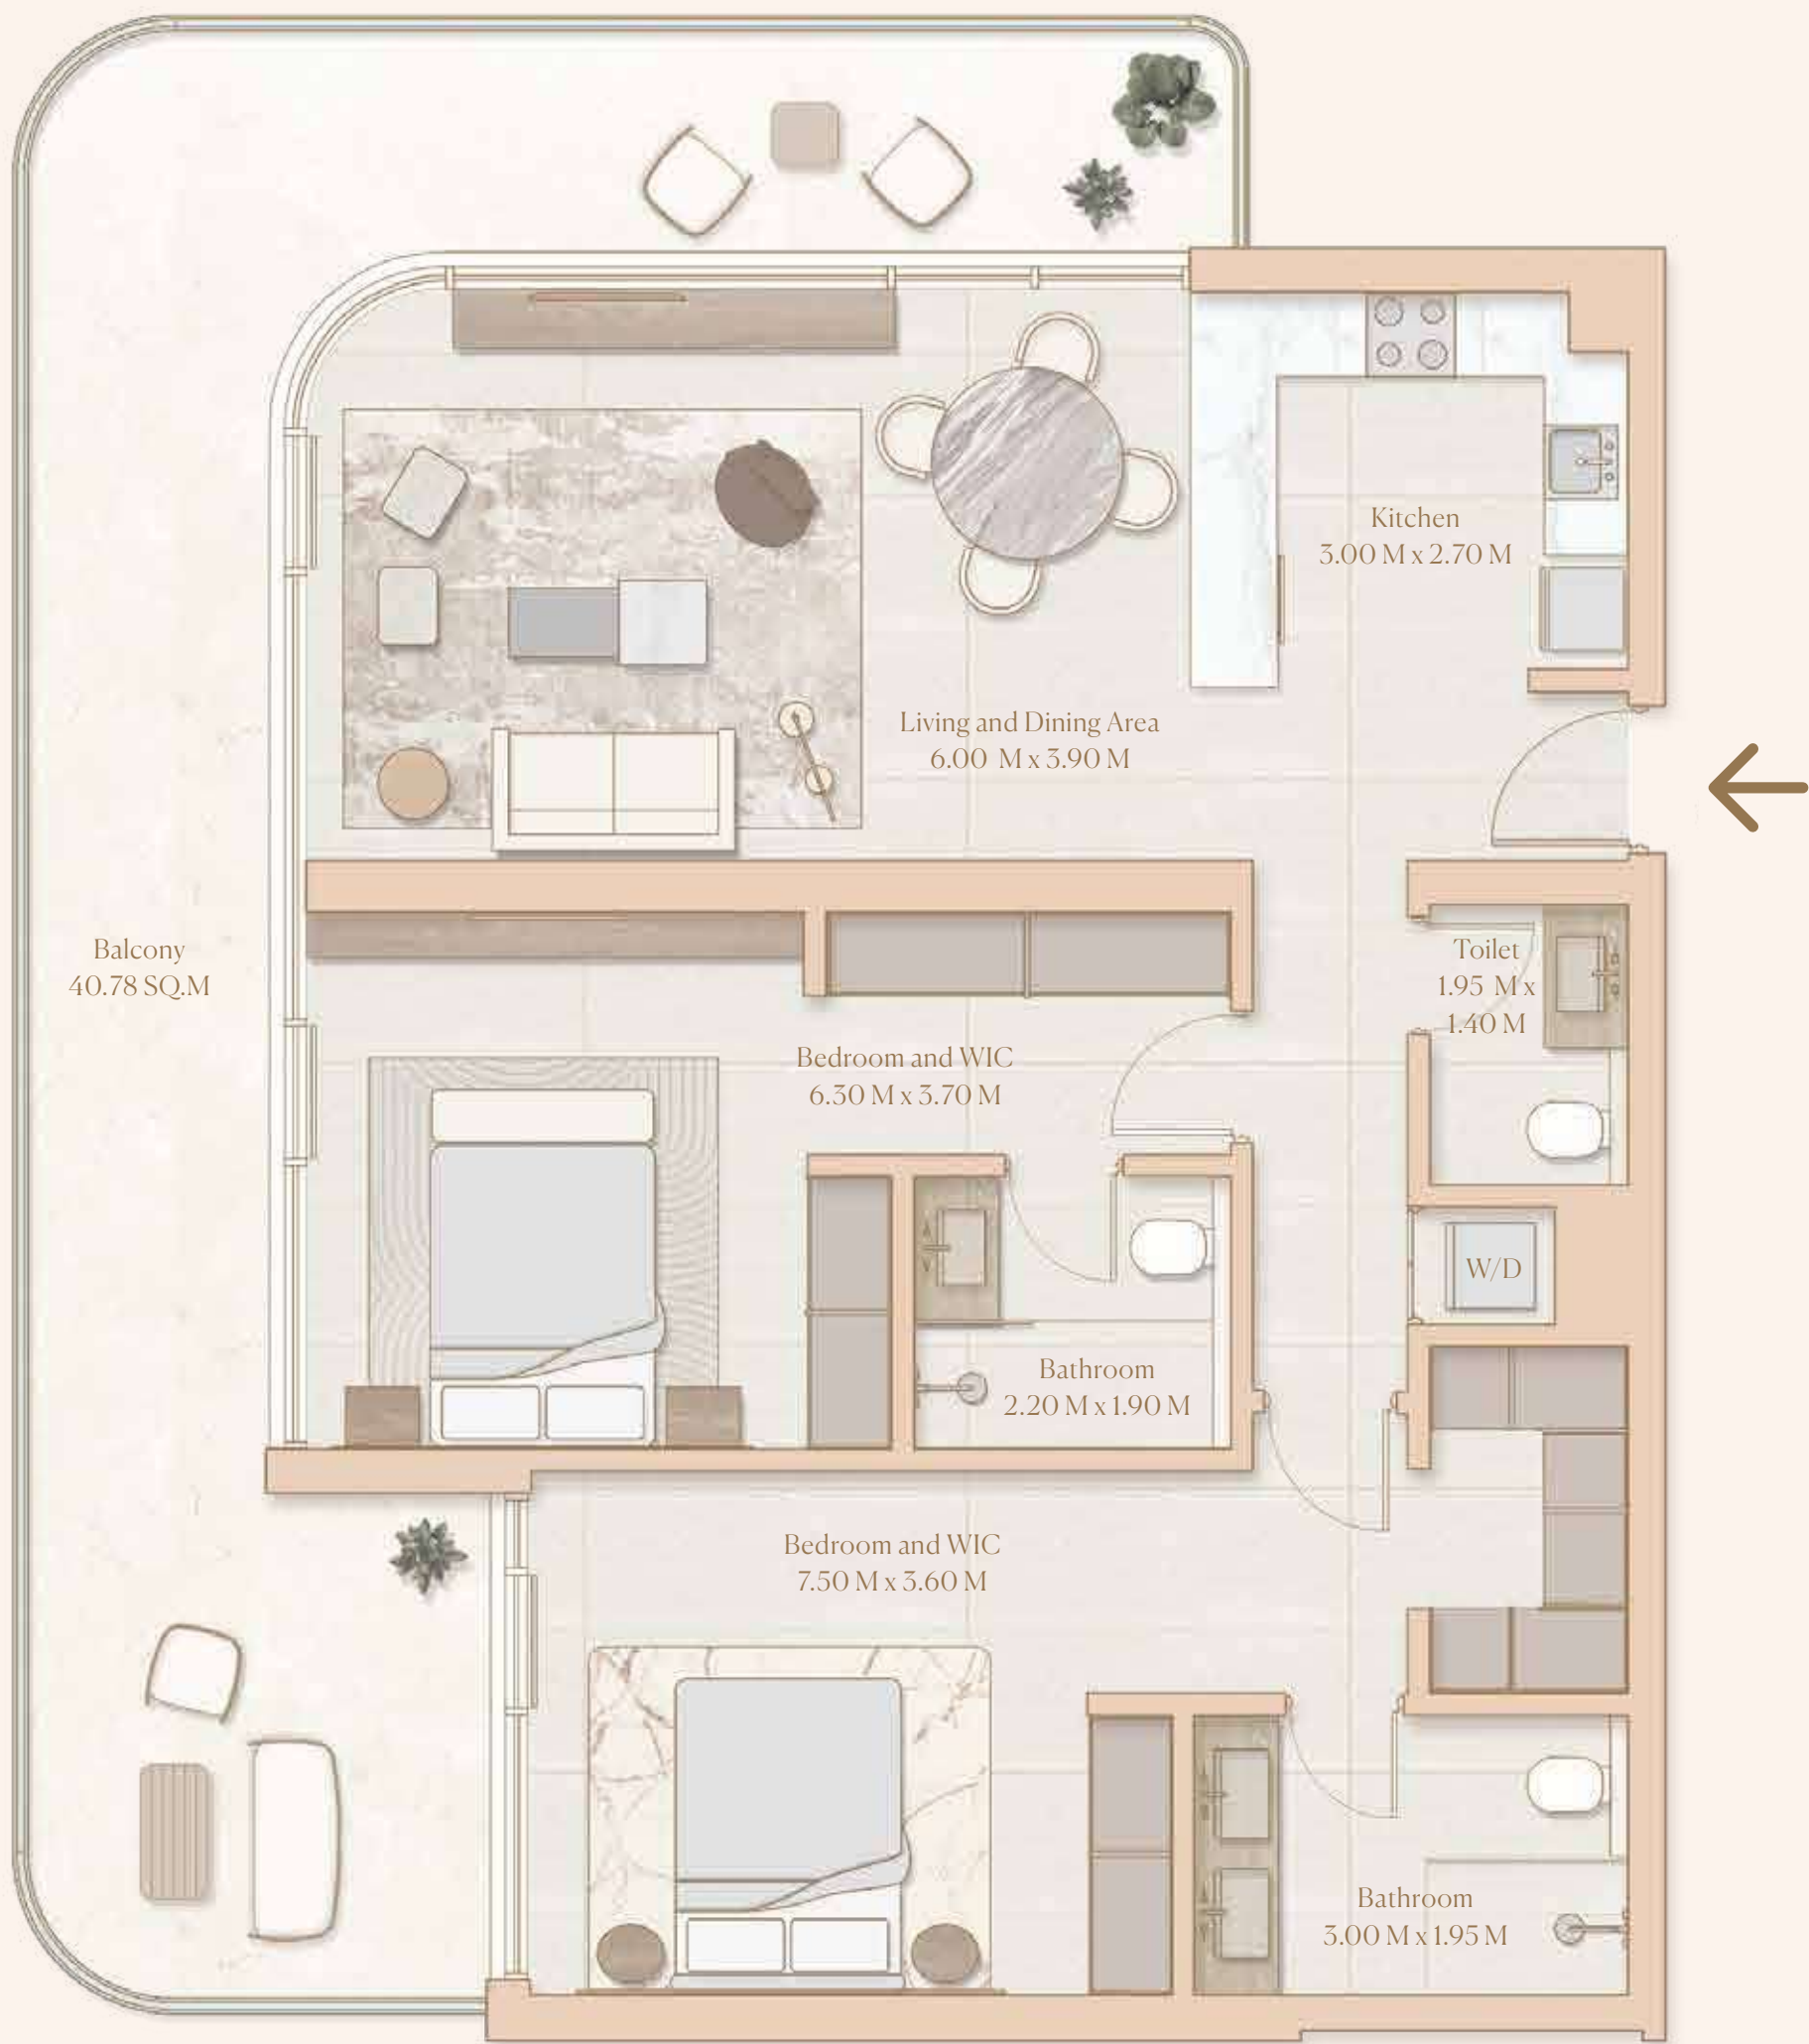 Kitchen
3.00 M x 2.70 M
Living and Dining Area
6.00 M x 3.90 M
Balcony
40.78 SQ.M
Toilet
1.95 M x
1.40 M
Bedroom and WIC
6.30 M x 3.70 M
W/D
Bathroom
2.20 M x 1.90 M
Bedroom and WIC
7.50 M x 3.60 M
Bathroom
3.00 M x 1.95 M